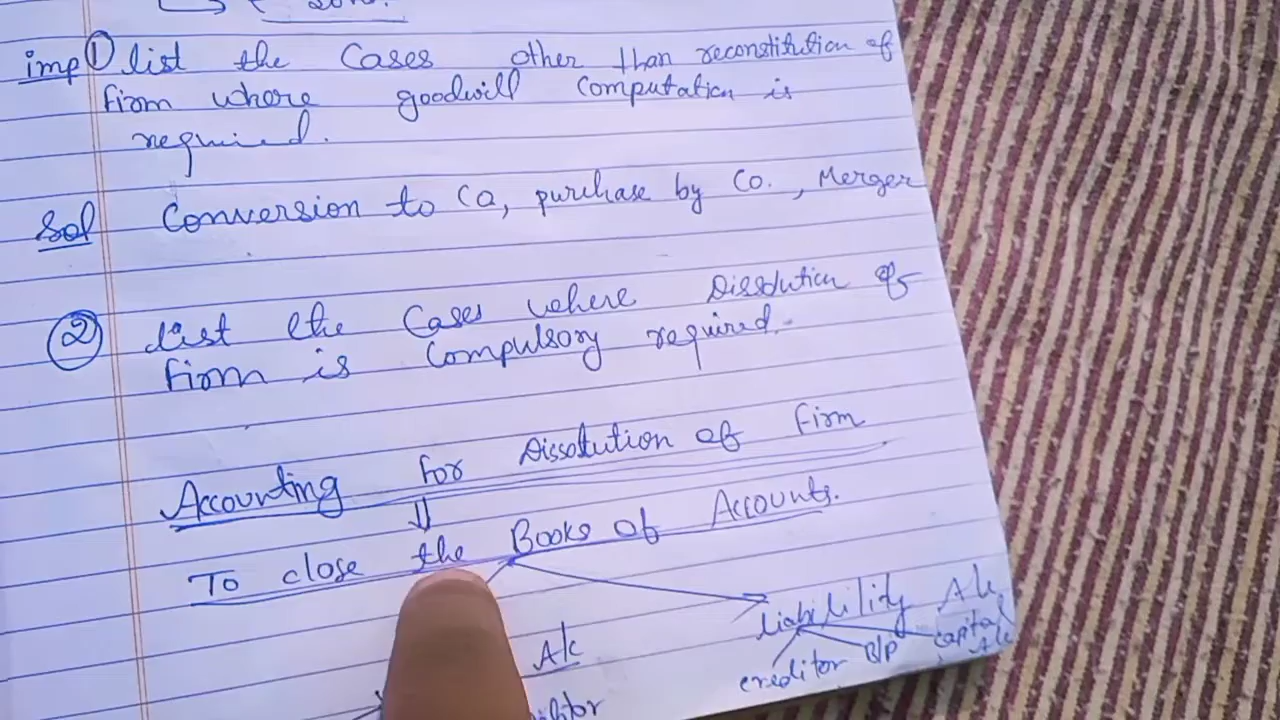 imp ① list the Cases other than reconstitution of
firm where goodwill Computation is
required.
Sol Conversion to Co, purchase by Co., Merger
② List the Cases where Dissolution of
firm is Compulsory required.
Accounting for Dissolution of firm
To close the Books of Accounts.
liability A/c
A/c
creditor B/P capital A/c